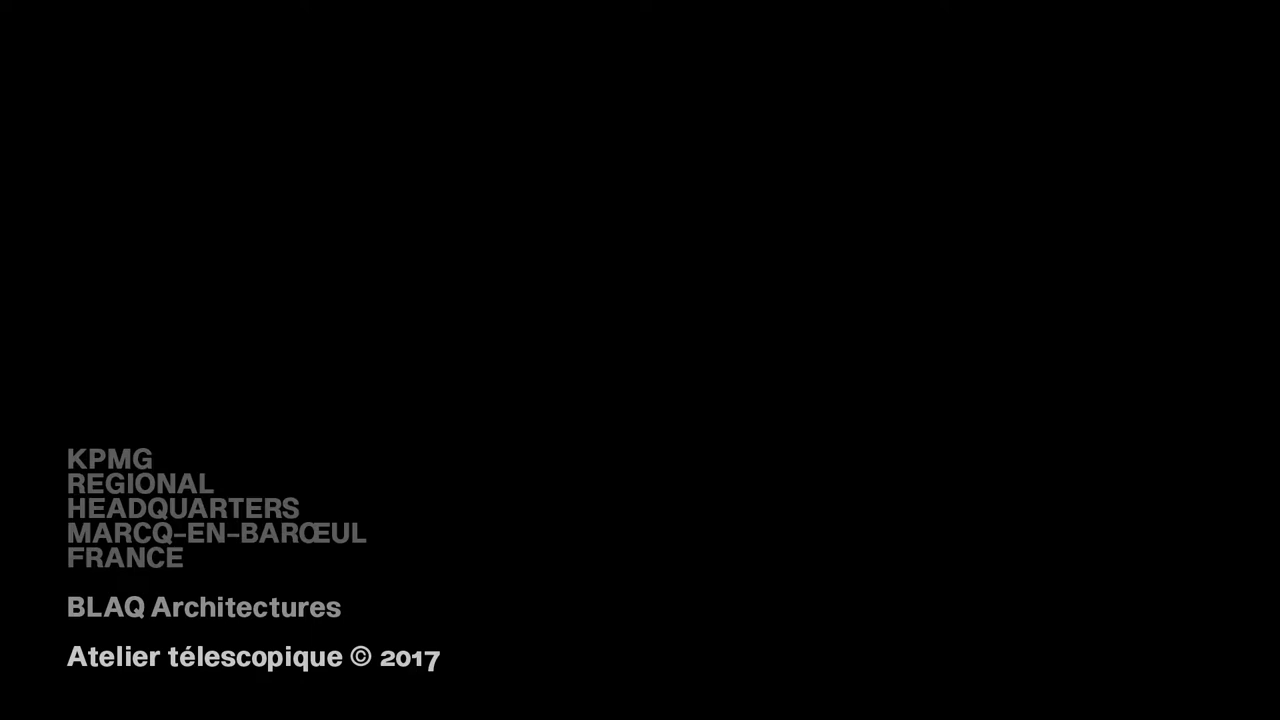 KPMG
REGIONAL
HEADQUARTERS
MARCQ-EN-BARŒUL
FRANCE
BLAQ Architectures
Atelier télescopique © 2017